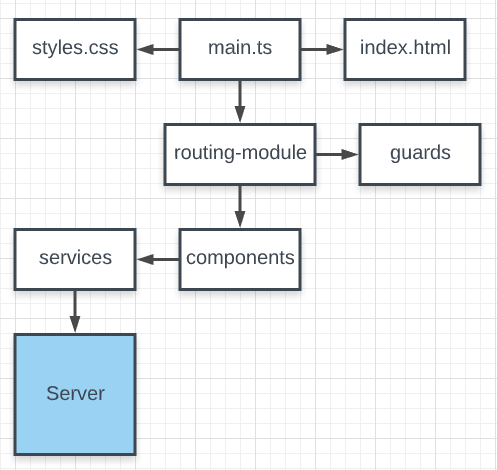 styles.css
main.ts
index.html
routing-module
guards
services
components
Server